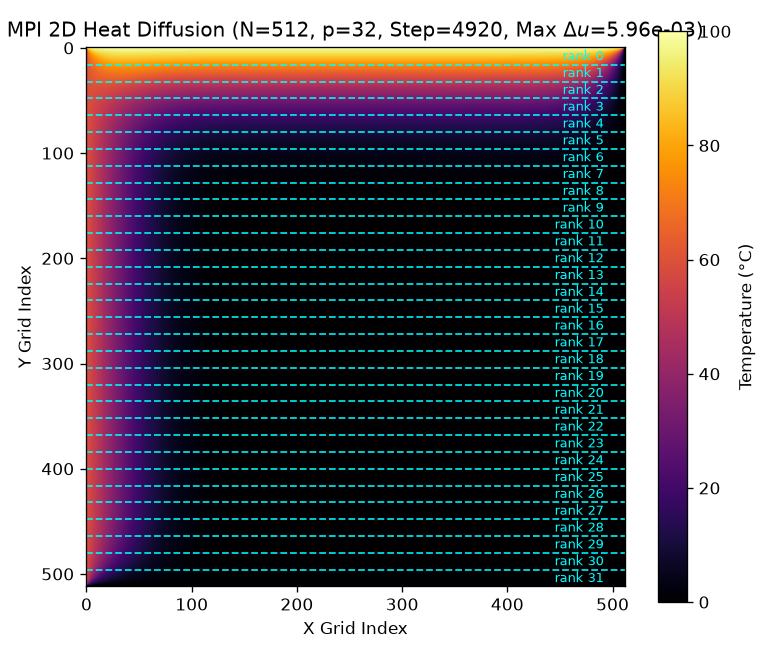 MPI 2D Heat Diffusion (N=512, p=32, Step=4920, Max Δu=5.96e-03)
0
100
200
300
400
500
Y Grid Index
rank 0
rank 1
rank 2
rank 3
rank 4
rank 5
rank 6
rank 7
rank 8
rank 9
rank 10
rank 11
rank 12
rank 13
rank 14
rank 15
rank 16
rank 17
rank 18
rank 19
rank 20
rank 21
rank 22
rank 23
rank 24
rank 25
rank 26
rank 27
rank 28
rank 29
rank 30
rank 31
0 100 200 300 400 500
X Grid Index
100
80
60
40
20
0
Temperature (°C)